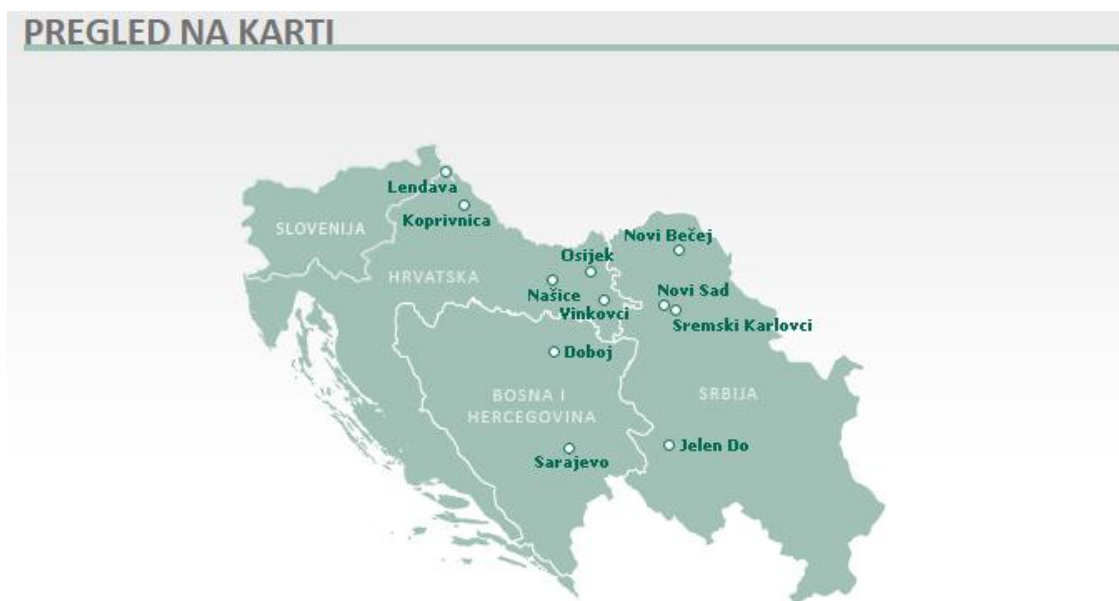 PREGLED NA KARTI
Lendava
Koprivnica
SLOVENIJA
Novi Bečej
Osijek
HRVATSKA
Našice
Novi Sad
Vinkovci
Sremski Karlovci
Doboj
BOSNA I
HERCEGOVINA
SRBIJA
Jelen Do
Sarajevo